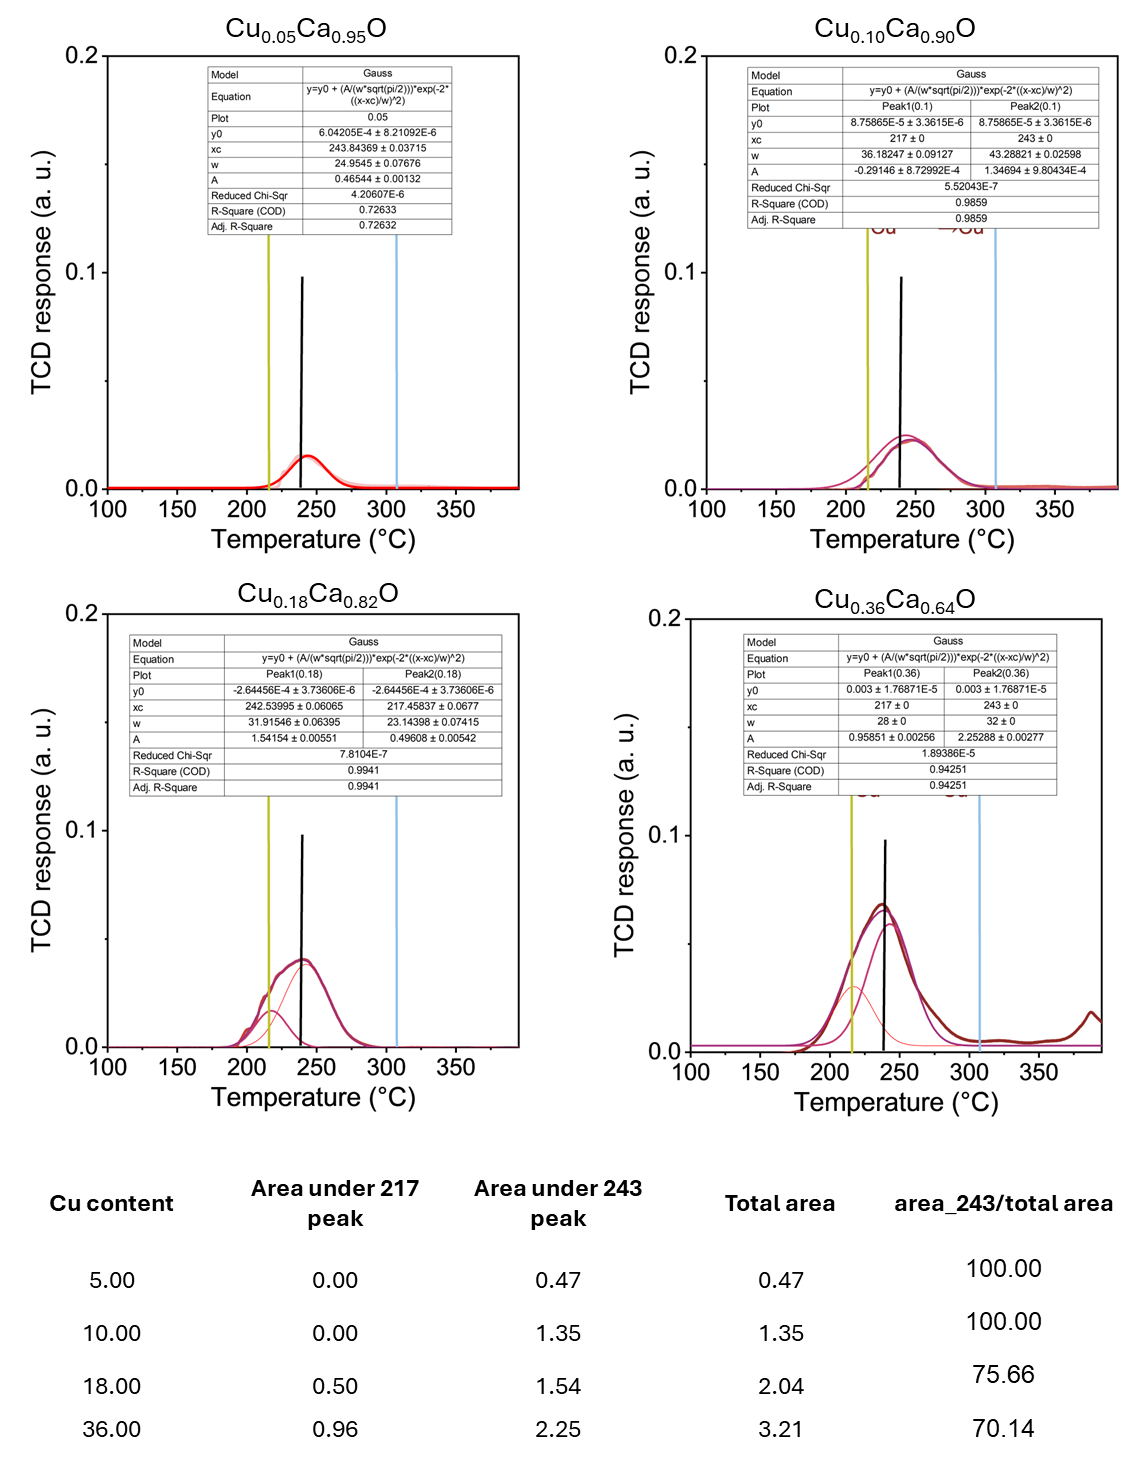 Cu0.05Ca0.95O
0.2
0.1
0.0
TCD response (a. u.)
Model Gauss
Equation y=y0 + (A/(w*sqrt(pi/2)))*exp(-2*
((x-xc)/w)^2)
Plot 0.05
y0 6.04205E-4 ± 8.21092E-6
xc 243.84369 ± 0.03715
w 24.9545 ± 0.07676
A 0.46544 ± 0.00132
Reduced Chi-Sqr 4.20607E-6
R-Square (COD) 0.72633
Adj. R-Square 0.72632
100 150 200 250 300 350
Temperature (°C)
Cu0.10Ca0.90O
0.2
0.1
0.0
TCD response (a. u.)
Model Gauss
Equation y=y0 + (A/(w*sqrt(pi/2)))*exp(-2*((x-xc)/w)^2)
Plot Peak1(0.1) Peak2(0.1)
y0 8.75865E-5 ± 3.3615E-6 8.75865E-5 ± 3.3615E-6
xc 217 ± 0 243 ± 0
w 36.18247 ± 0.09127 43.28821 ± 0.02598
A -0.29146 ± 8.72992E-4 1.34694 ± 9.80434E-4
Reduced Chi-Sqr 5.52043E-7
R-Square (COD) 0.9859
Adj. R-Square 0.9859
Cu →Cu
100 150 200 250 300 350
Temperature (°C)
Cu0.18Ca0.82O
0.2
0.1
0.0
TCD response (a. u.)
Model Gauss
Equation y=y0 + (A/(w*sqrt(pi/2)))*exp(-2*((x-xc)/w)^2)
Plot Peak1(0.18) Peak2(0.18)
y0 -2.64456E-4 ± 3.73606E-6 -2.64456E-4 ± 3.73606E-6
xc 242.53995 ± 0.06065 217.45837 ± 0.0677
w 31.91546 ± 0.06395 23.14398 ± 0.07415
A 1.54154 ± 0.00551 0.49608 ± 0.00542
Reduced Chi-Sqr 7.8104E-7
R-Square (COD) 0.9941
Adj. R-Square 0.9941
100 150 200 250 300 350
Temperature (°C)
Cu0.36Ca0.64O
0.2
0.1
0.0
TCD response (a. u.)
Model Gauss
Equation y=y0 + (A/(w*sqrt(pi/2)))*exp(-2*((x-xc)/w)^2)
Plot Peak1(0.36) Peak2(0.36)
y0 0.003 ± 1.76871E-5 0.003 ± 1.76871E-5
xc 217 ± 0 243 ± 0
w 28 ± 0 32 ± 0
A 0.95851 ± 0.00256 2.25288 ± 0.00277
Reduced Chi-Sqr 1.89386E-5
R-Square (COD) 0.94251
Adj. R-Square 0.94251
100 150 200 250 300 350
Temperature (°C)
Cu content Area under 217 peak Area under 243 peak Total area area_243/total area
5.00 0.00 0.47 0.47 100.00
10.00 0.00 1.35 1.35 100.00
18.00 0.50 1.54 2.04 75.66
36.00 0.96 2.25 3.21 70.14